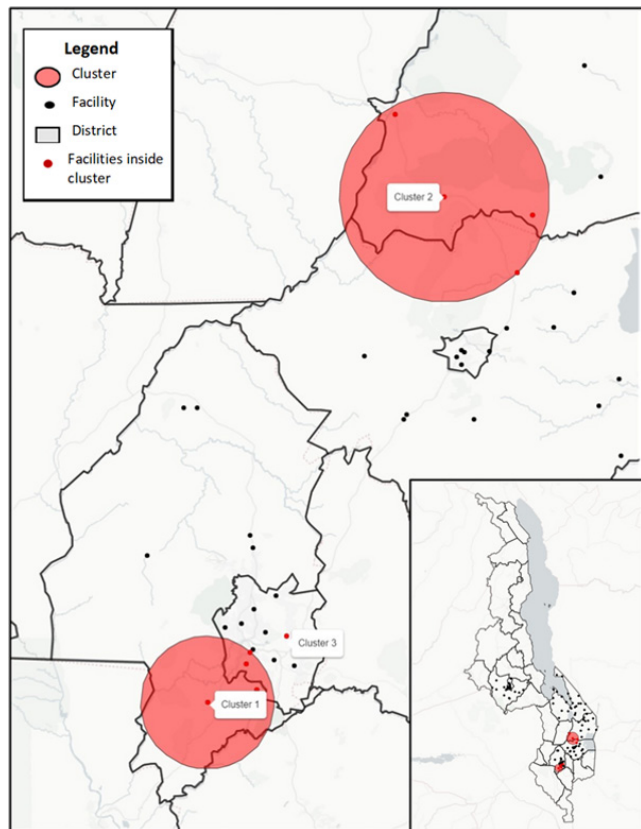 Legend
Cluster
Facility
District
Facilities inside
cluster
Cluster 2
Cluster 3
Cluster 1